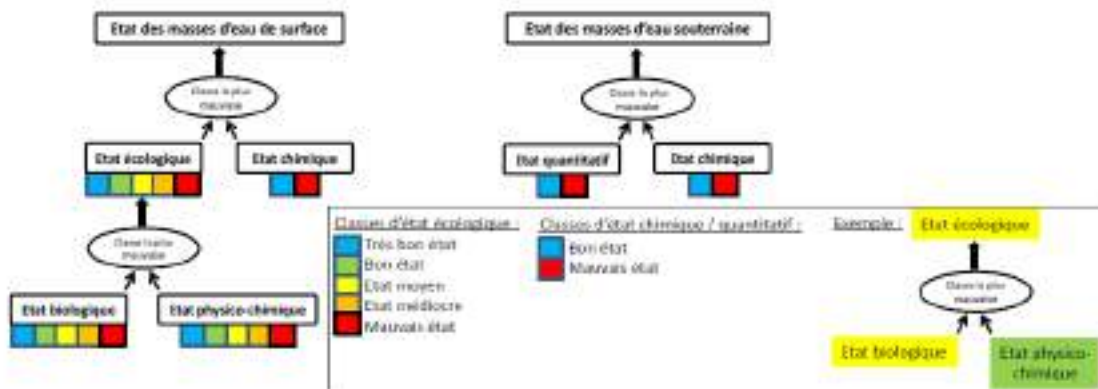 Etat des masses d'eau de surface
Classe la plus
mauvaise
Etat écologique
Etat chimique
Classe la plus
mauvaise
Etat biologique
Etat physico-chimique
Etat des masses d'eau souterraine
Classe la plus
mauvaise
Etat quantitatif
Etat chimique
Classes d'état écologique :
Très bon état
Bon état
Etat moyen
Etat médiocre
Mauvais état
Classes d'état chimique / quantitatif :
Bon état
Mauvais état
Exemple :
Etat écologique
Classe la plus
mauvaise
Etat biologique
Etat physico-
chimique